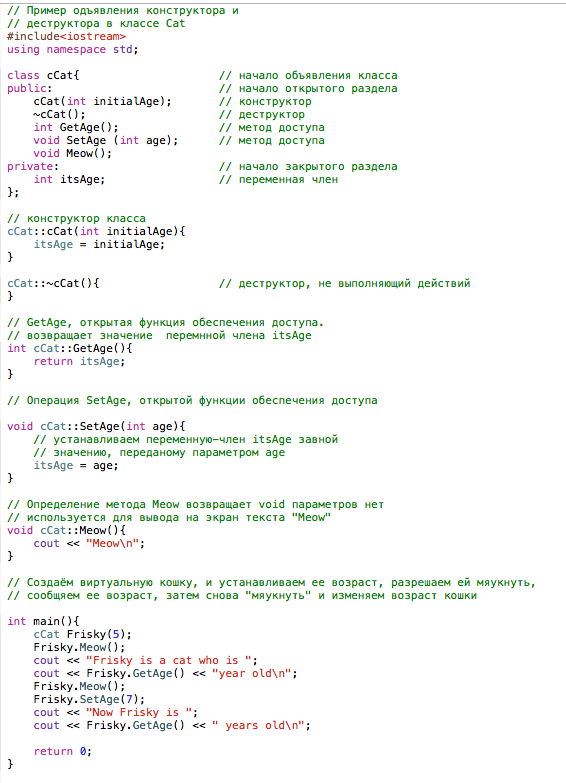 // Пример одъявления конструктора и
// деструктора в классе Cat
#include<iostream>
using namespace std;
class cCat{ // начало объявления класса
public: // начало открытого раздела
cCat(int initialAge); // конструктор
~cCat(); // деструктор
int GetAge(); // метод доступа
void SetAge (int age); // метод доступа
void Meow();
private: // начало закрытого раздела
int itsAge; // переменная член
};
// конструктор класса
cCat::cCat(int initialAge){
itsAge = initialAge;
}
cCat::~cCat(){ // деструктор, не выполняющий действий
}
// GetAge, открытая функция обеспечения доступа.
// возвращает значение перемнной члена itsAge
int cCat::GetAge(){
return itsAge;
}
// Операция SetAge, открытой функции обеспечения доступа
void cCat::SetAge(int age){
// устанавливаем переменную-член itsAge завной
// значению, переданому параметром age
itsAge = age;
}
// Определение метода Meow возвращает void параметров нет
// используется для вывода на экран текста "Meow"
void cCat::Meow(){
cout << "Meow\n";
}
// Создаём виртуальную кошку, и устанавливаем ее возраст, разрешаем ей мяукнуть,
// сообщяем ее возраст, затем снова "мяукнуть" и изменяем возраст кошки
int main(){
cCat Frisky(5);
Frisky.Meow();
cout << "Frisky is a cat who is ";
cout << Frisky.GetAge() << "year old\n";
Frisky.Meow();
Frisky.SetAge(7);
cout << "Now Frisky is ";
cout << Frisky.GetAge() << " years old\n";
return 0;
}